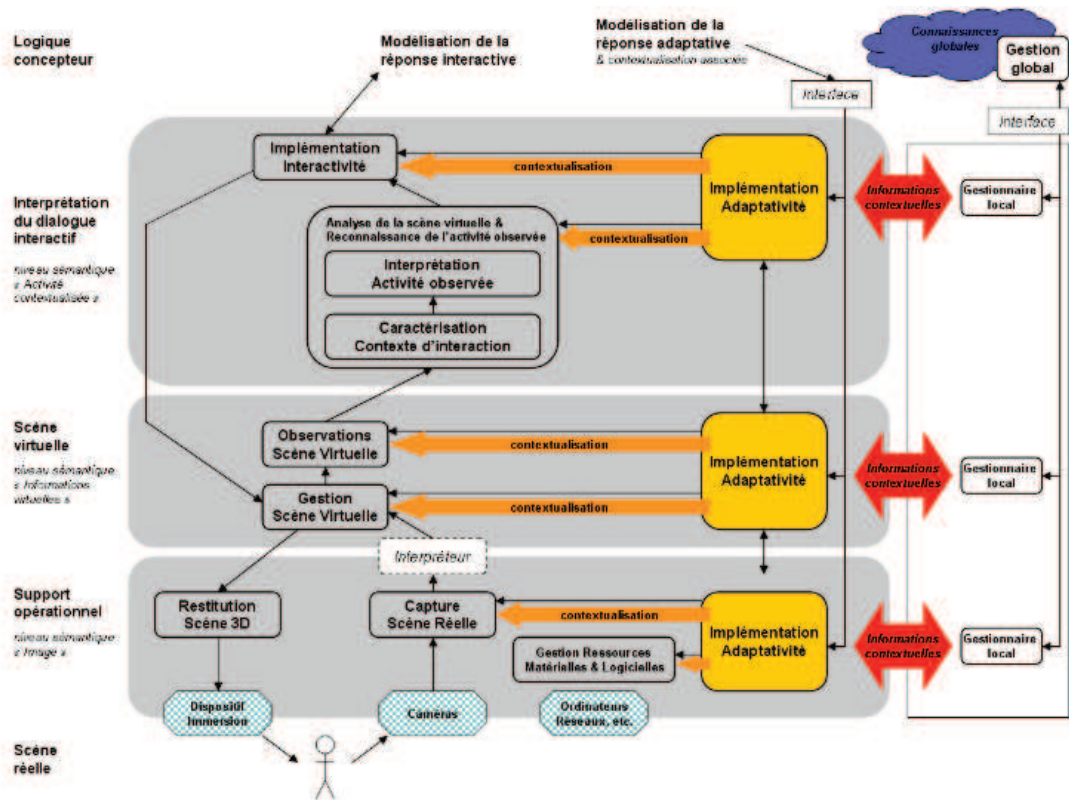 Logique
concepteur
Modélisation de la
réponse interactive
Modélisation de la
réponse adaptative
& contextualisation associée
Connaissances
globales
Gestion
global
Interface
Interface
Interprétation
du dialogue
interactif
niveau sémantique
« Activité
contextualisée »
Implémentation
Interactivité
contextualisation
Implémentation
Adaptativité
Informations
contextuelles
Gestionnaire
local
Analyse de la scène virtuelle &
Reconnaissance de l'activité observée
contextualisation
Interprétation
Activité observée
Caractérisation
Contexte d'interaction
Scène
virtuelle
niveau sémantique
« Informations
virtuelles »
Observations
Scène Virtuelle
contextualisation
Implémentation
Adaptativité
Informations
contextuelles
Gestionnaire
local
Gestion
Scène Virtuelle
contextualisation
Interpréteur
Support
opérationnel
niveau sémantique
« Image »
Restitution
Scène 3D
Capture
Scène Réelle
contextualisation
Implémentation
Adaptativité
Informations
contextuelles
Gestionnaire
local
Gestion Ressources
Matérielles & Logicielles
Dispositif
Immersion
Caméras
Ordinateurs
Réseaux, etc.
Scène
réelle